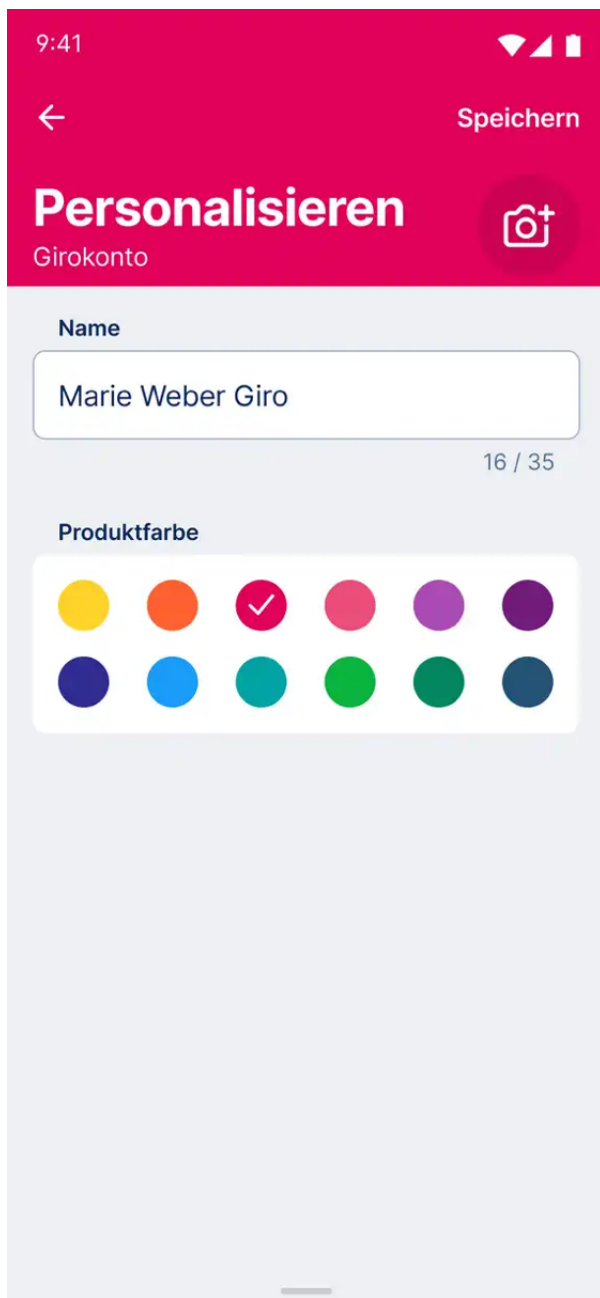 9:41
Speichern
Personalisieren
Girokonto
Name
Marie Weber Giro
16 / 35
Produktfarbe